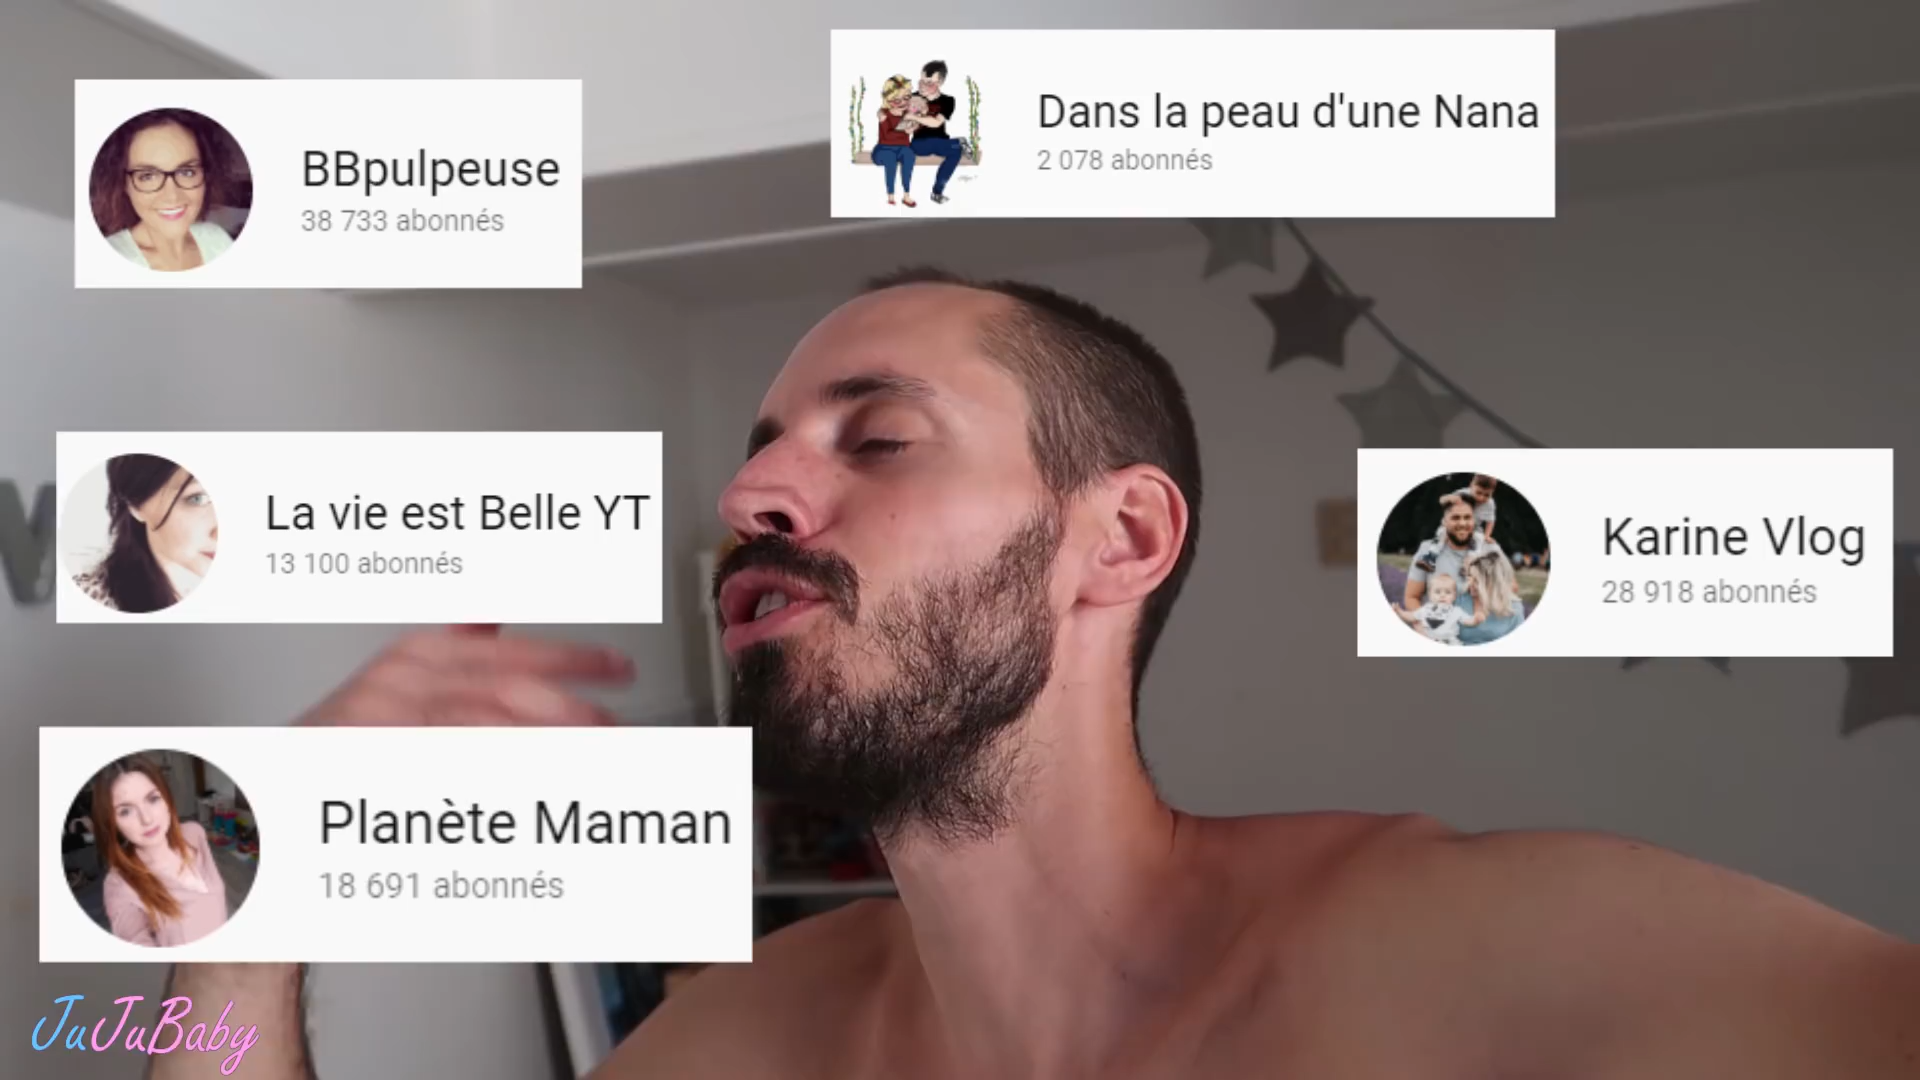 BBpulpeuse
38 733 abonnés
Dans la peau d'une Nana
2 078 abonnés
La vie est Belle YT
13 100 abonnés
Karine Vlog
28 918 abonnés
Planète Maman
18 691 abonnés
JuJuBaby